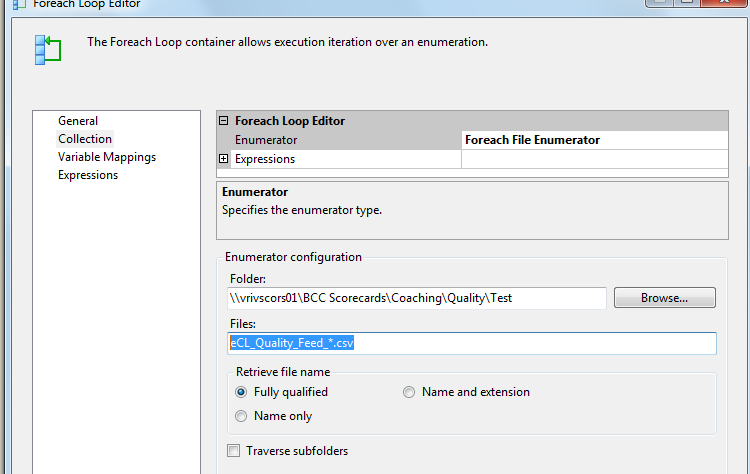 Foreach Loop Editor
The Foreach Loop container allows execution iteration over an enumeration.
General
Collection
Variable Mappings
Expressions
Foreach Loop Editor
Enumerator Foreach File Enumerator
Expressions
Enumerator
Specifies the enumerator type.
Enumerator configuration
Folder:
\\vrivscors01\BCC Scorecards\Coaching\Quality\Test
Browse...
Files:
eCL_Quality_Feed_*.csv
Retrieve file name
Fully qualified
Name and extension
Name only
Traverse subfolders